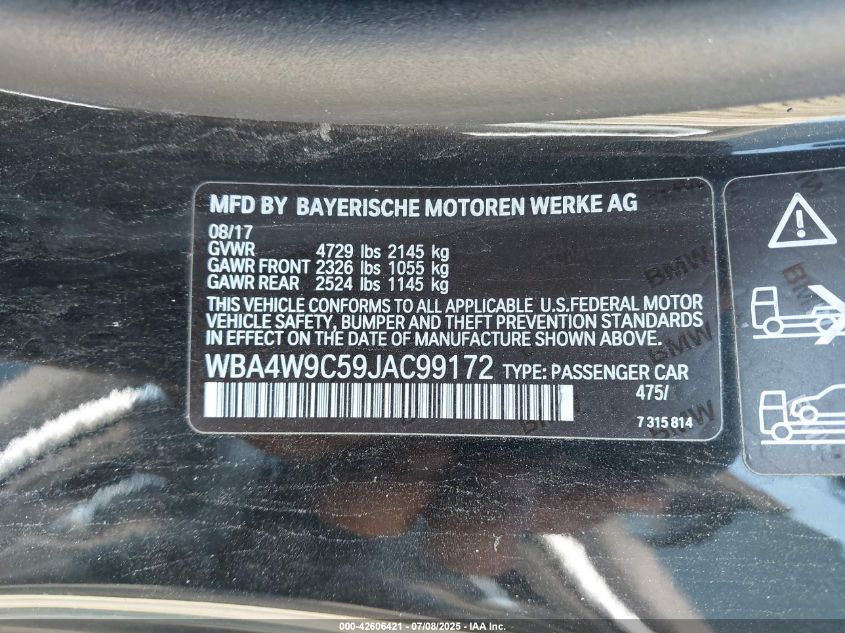 MFD BY BAYERISCHE MOTOREN WERKE AG
08/17
GVWR 4729 lbs 2145 kg
GAWR FRONT 2326 lbs 1055 kg
GAWR REAR 2524 lbs 1145 kg
THIS VEHICLE CONFORMS TO ALL APPLICABLE U.S.FEDERAL MOTOR
VEHICLE SAFETY, BUMPER AND THEFT PREVENTION STANDARDS
IN EFFECT ON THE DATE OF MANUFACTURE SHOWN ABOVE.
WBA4W9C59JAC99172 TYPE: PASSENGER CAR
475/
7 315 814
BMW
BMW
BMW
000-42606421 - 07/08/2025 - IAA Inc.